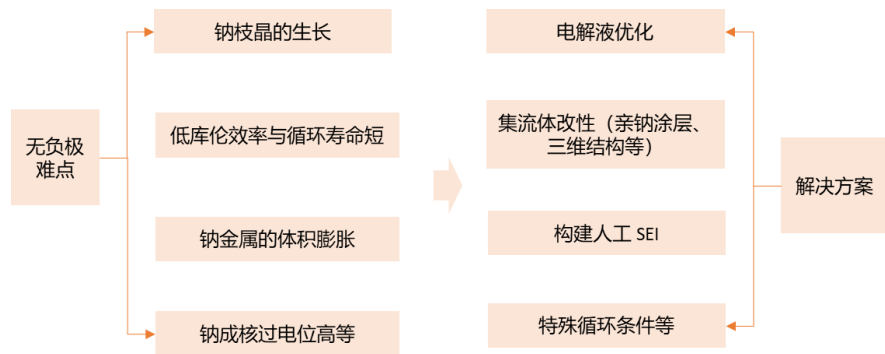 无负极
难点
钠枝晶的生长
低库伦效率与循环寿命短
钠金属的体积膨胀
钠成核过电位高等
电解液优化
集流体改性（亲钠涂层、
三维结构等）
构建人工 SEI
特殊循环条件等
解决方案